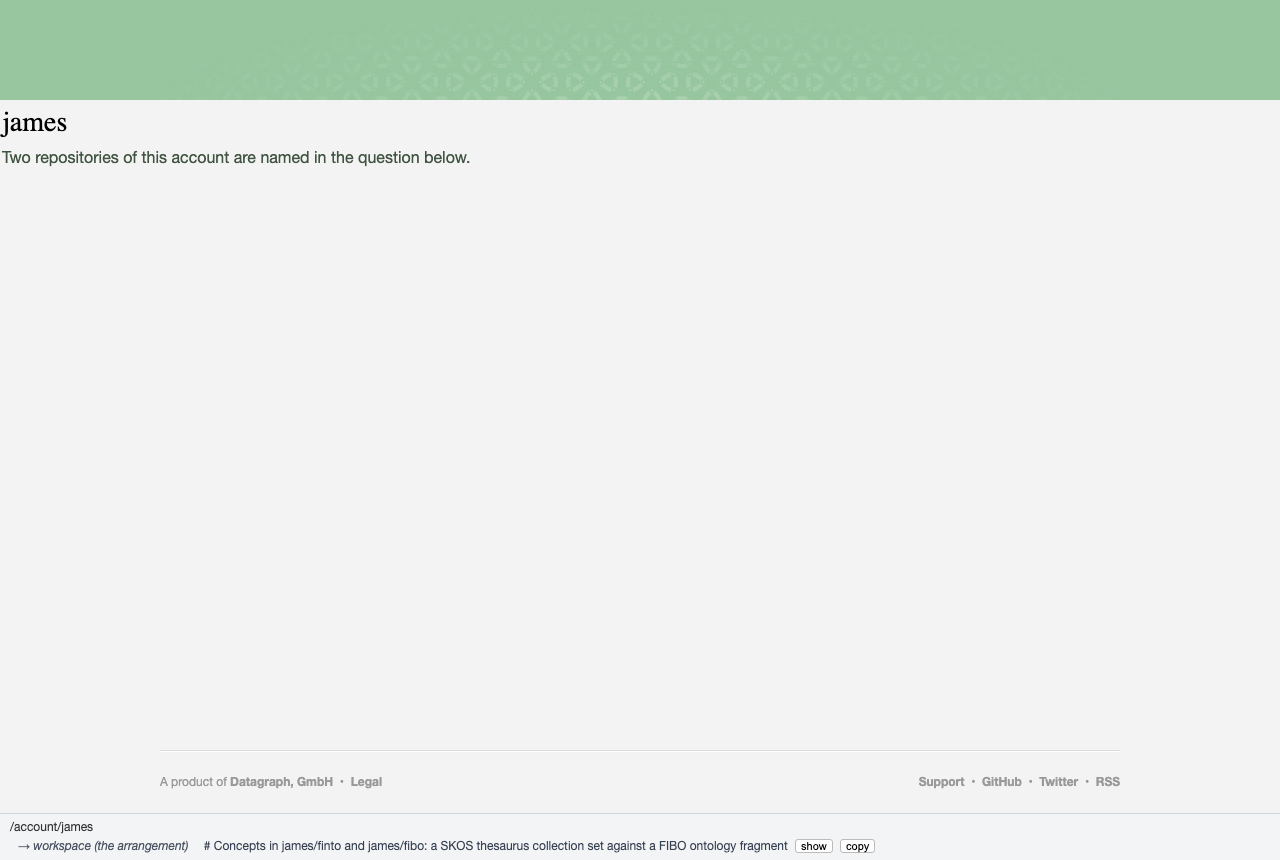 james
Two repositories of this account are named in the question below.
A product of Datagraph, GmbH • Legal
Support • GitHub • Twitter • RSS
/account/james
→ workspace (the arrangement) # Concepts in james/finto and james/fibo: a SKOS thesaurus collection set against a FIBO ontology fragment show copy